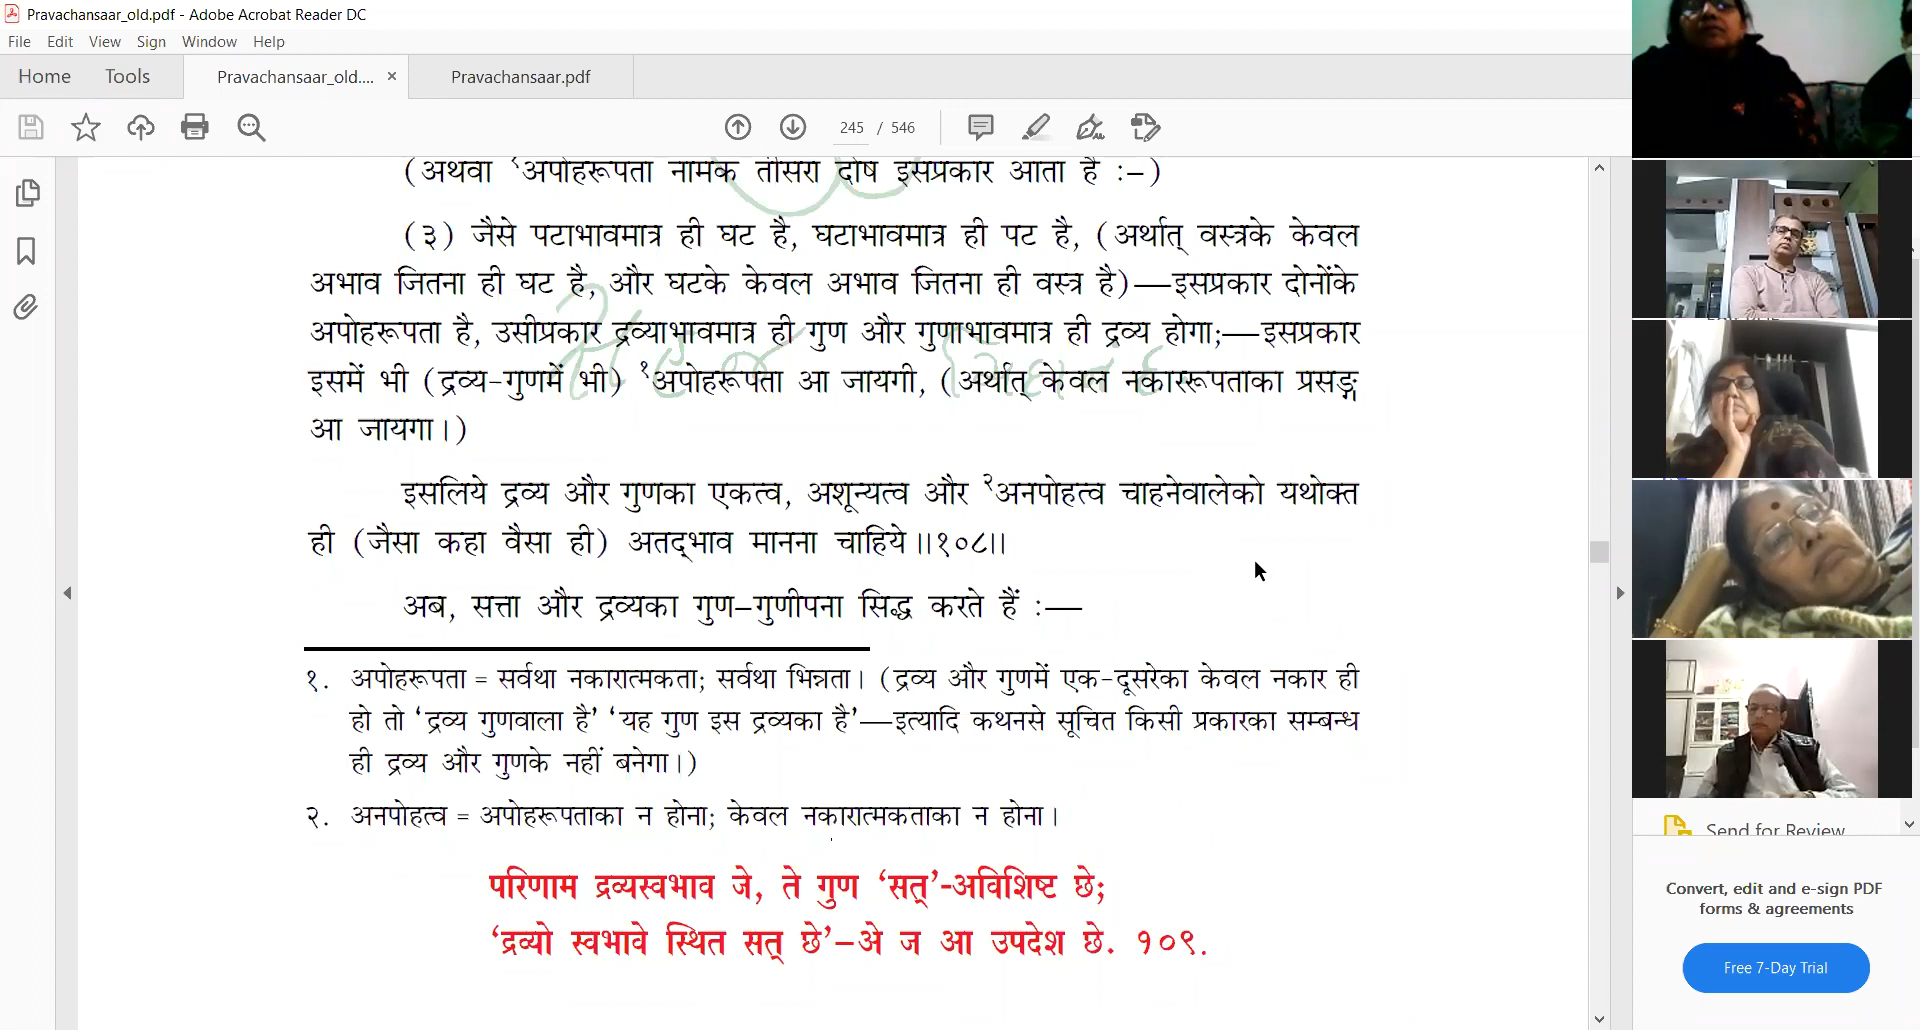 Pravachansaar_old.pdf - Adobe Acrobat Reader DC
File Edit View Sign Window Help
Home Tools Pravachansaar_old.... × Pravachansaar.pdf
245 / 546
(अथवा १अपोहरूपता नामक तीसरा दोष इसप्रकार आता है :–)
(३) जैसे पटाभावमात्र ही घट है, घटाभावमात्र ही पट है, (अर्थात् वस्त्रके केवल
अभाव जितना ही घट है, और घटके केवल अभाव जितना ही वस्त्र है)—इसप्रकार दोनोंके
अपोहरूपता है, उसीप्रकार द्रव्याभावमात्र ही गुण और गुणाभावमात्र ही द्रव्य होगा;—इसप्रकार
इसमें भी (द्रव्य-गुणमें भी) १अपोहरूपता आ जायगी, (अर्थात् केवल नकाररूपताका प्रसङ्ग
आ जायगा।)
इसलिये द्रव्य और गुणका एकत्व, अशून्यत्व और २अनपोहत्व चाहनेवालेको यथोक्त
ही (जैसा कहा वैसा ही) अतद्भाव मानना चाहिये॥१०८॥
अब, सत्ता और द्रव्यका गुण–गुणीपना सिद्ध करते हैं :—
१. अपोहरूपता = सर्वथा नकारात्मकता; सर्वथा भिन्नता। (द्रव्य और गुणमें एक-दूसरेका केवल नकार ही
हो तो ‘द्रव्य गुणवाला है’ ‘यह गुण इस द्रव्यका है’—इत्यादि कथनसे सूचित किसी प्रकारका सम्बन्ध
ही द्रव्य और गुणके नहीं बनेगा।)
२. अनपोहत्व = अपोहरूपताका न होना; केवल नकारात्मकताका न होना।
परिणाम द्रव्यस्वभाव जे, ते गुण ‘सत्’-अविशिष्ट छे;
‘द्रव्यो स्वभावे स्थित सत् छे’–अे ज आ उपदेश छे. १०९.
Send for Review
Convert, edit and e-sign PDF
forms & agreements
Free 7-Day Trial